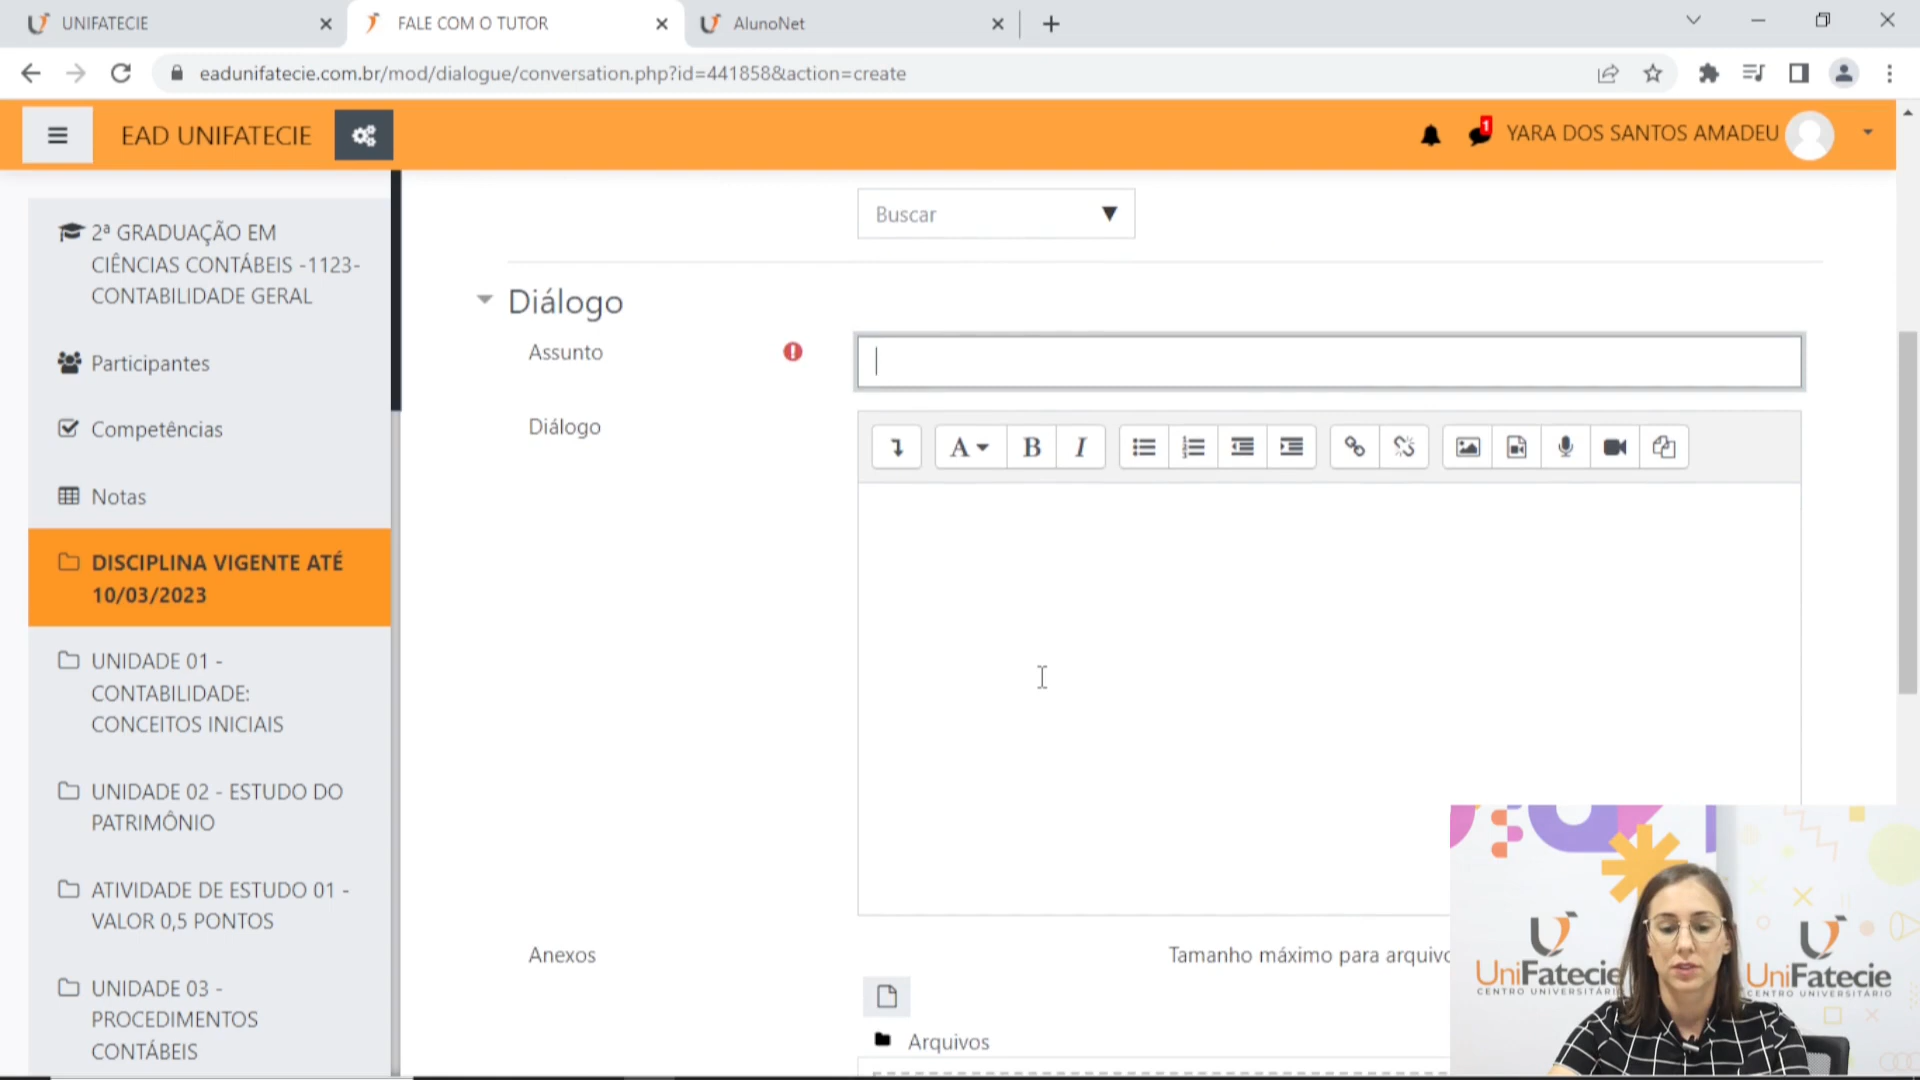 UNIFATECIE
FALE COM O TUTOR
AlunoNet
eadunifatecie.com.br/mod/dialogue/conversation.php?id=441858&action=create
EAD UNIFATECIE
1
YARA DOS SANTOS AMADEU
2ª GRADUAÇÃO EM
CIÊNCIAS CONTÁBEIS -1123-
CONTABILIDADE GERAL
Participantes
Competências
Notas
DISCIPLINA VIGENTE ATÉ
10/03/2023
UNIDADE 01 -
CONTABILIDADE:
CONCEITOS INICIAIS
UNIDADE 02 - ESTUDO DO
PATRIMÔNIO
ATIVIDADE DE ESTUDO 01 -
VALOR 0,5 PONTOS
UNIDADE 03 -
PROCEDIMENTOS
CONTÁBEIS
Buscar
Diálogo
Assunto
Diálogo
A B I
Anexos
Tamanho máximo para arquivo
Arquivos
UniFatecie
CENTRO UNIVERSITÁRIO
UniFatecie
CENTRO UNIVERSITÁRIO